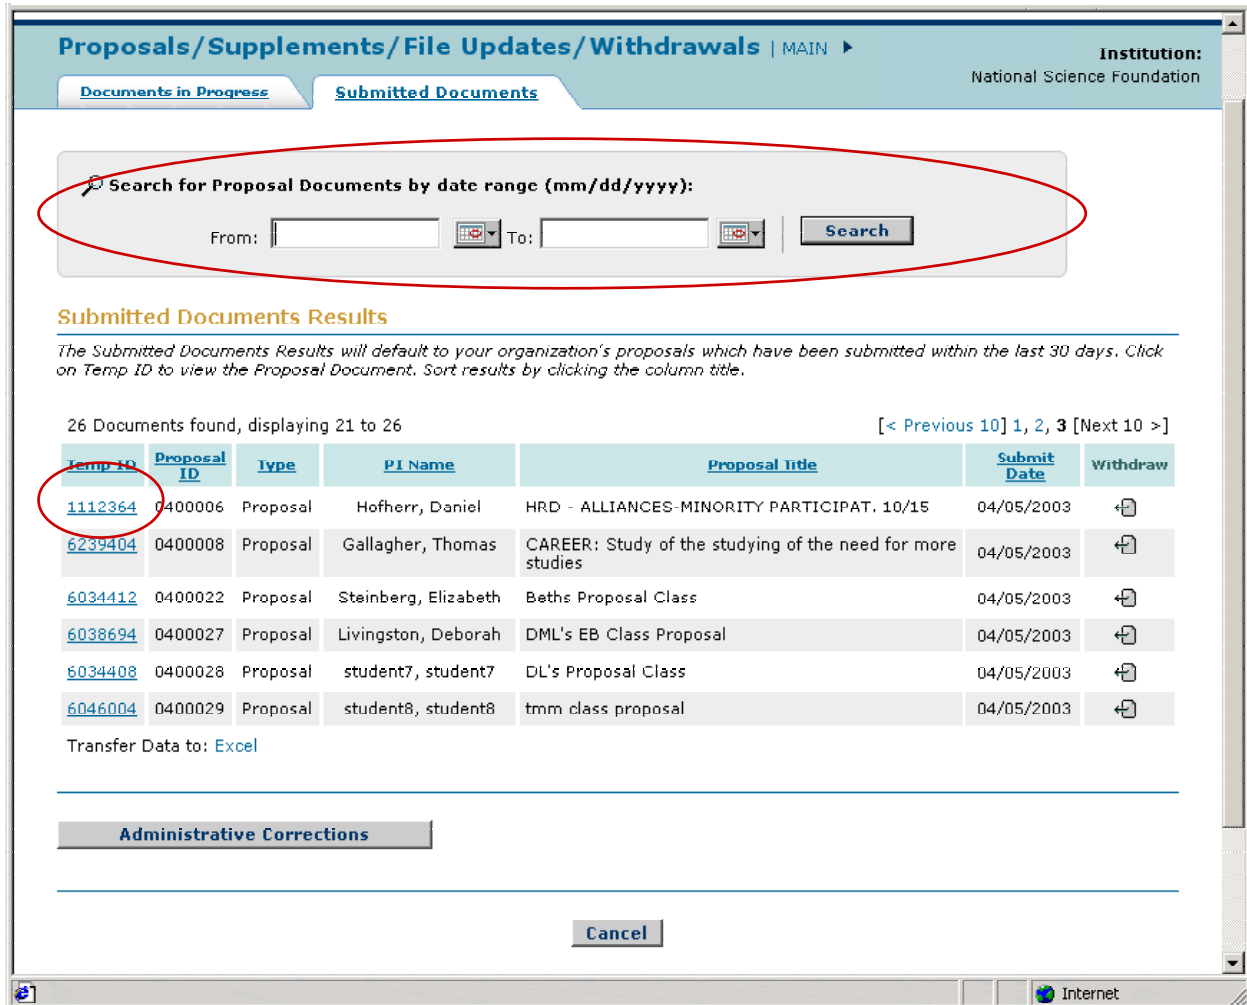 Proposals/Supplements/File Updates/Withdrawals | MAIN
Institution:
National Science Foundation
Documents in Progress
Submitted Documents
Search for Proposal Documents by date range (mm/dd/yyyy):
From:
To:
Search
Submitted Documents Results
The Submitted Documents Results will default to your organization's proposals which have been submitted within the last 30 days. Click
on Temp ID to view the Proposal Document. Sort results by clicking the column title.
26 Documents found, displaying 21 to 26
[< Previous 10] 1, 2, 3 [Next 10 >]
Temp ID Proposal ID Type PI Name Proposal Title Submit Date Withdraw
1112364 0400006 Proposal Hofherr, Daniel HRD - ALLIANCES-MINORITY PARTICIPAT. 10/15 04/05/2003
6239404 0400008 Proposal Gallagher, Thomas CAREER: Study of the studying of the need for more studies 04/05/2003
6034412 0400022 Proposal Steinberg, Elizabeth Beths Proposal Class 04/05/2003
6038694 0400027 Proposal Livingston, Deborah DML's EB Class Proposal 04/05/2003
6034408 0400028 Proposal student7, student7 DL's Proposal Class 04/05/2003
6046004 0400029 Proposal student8, student8 tmm class proposal 04/05/2003
Transfer Data to: Excel
Administrative Corrections
Cancel
Internet